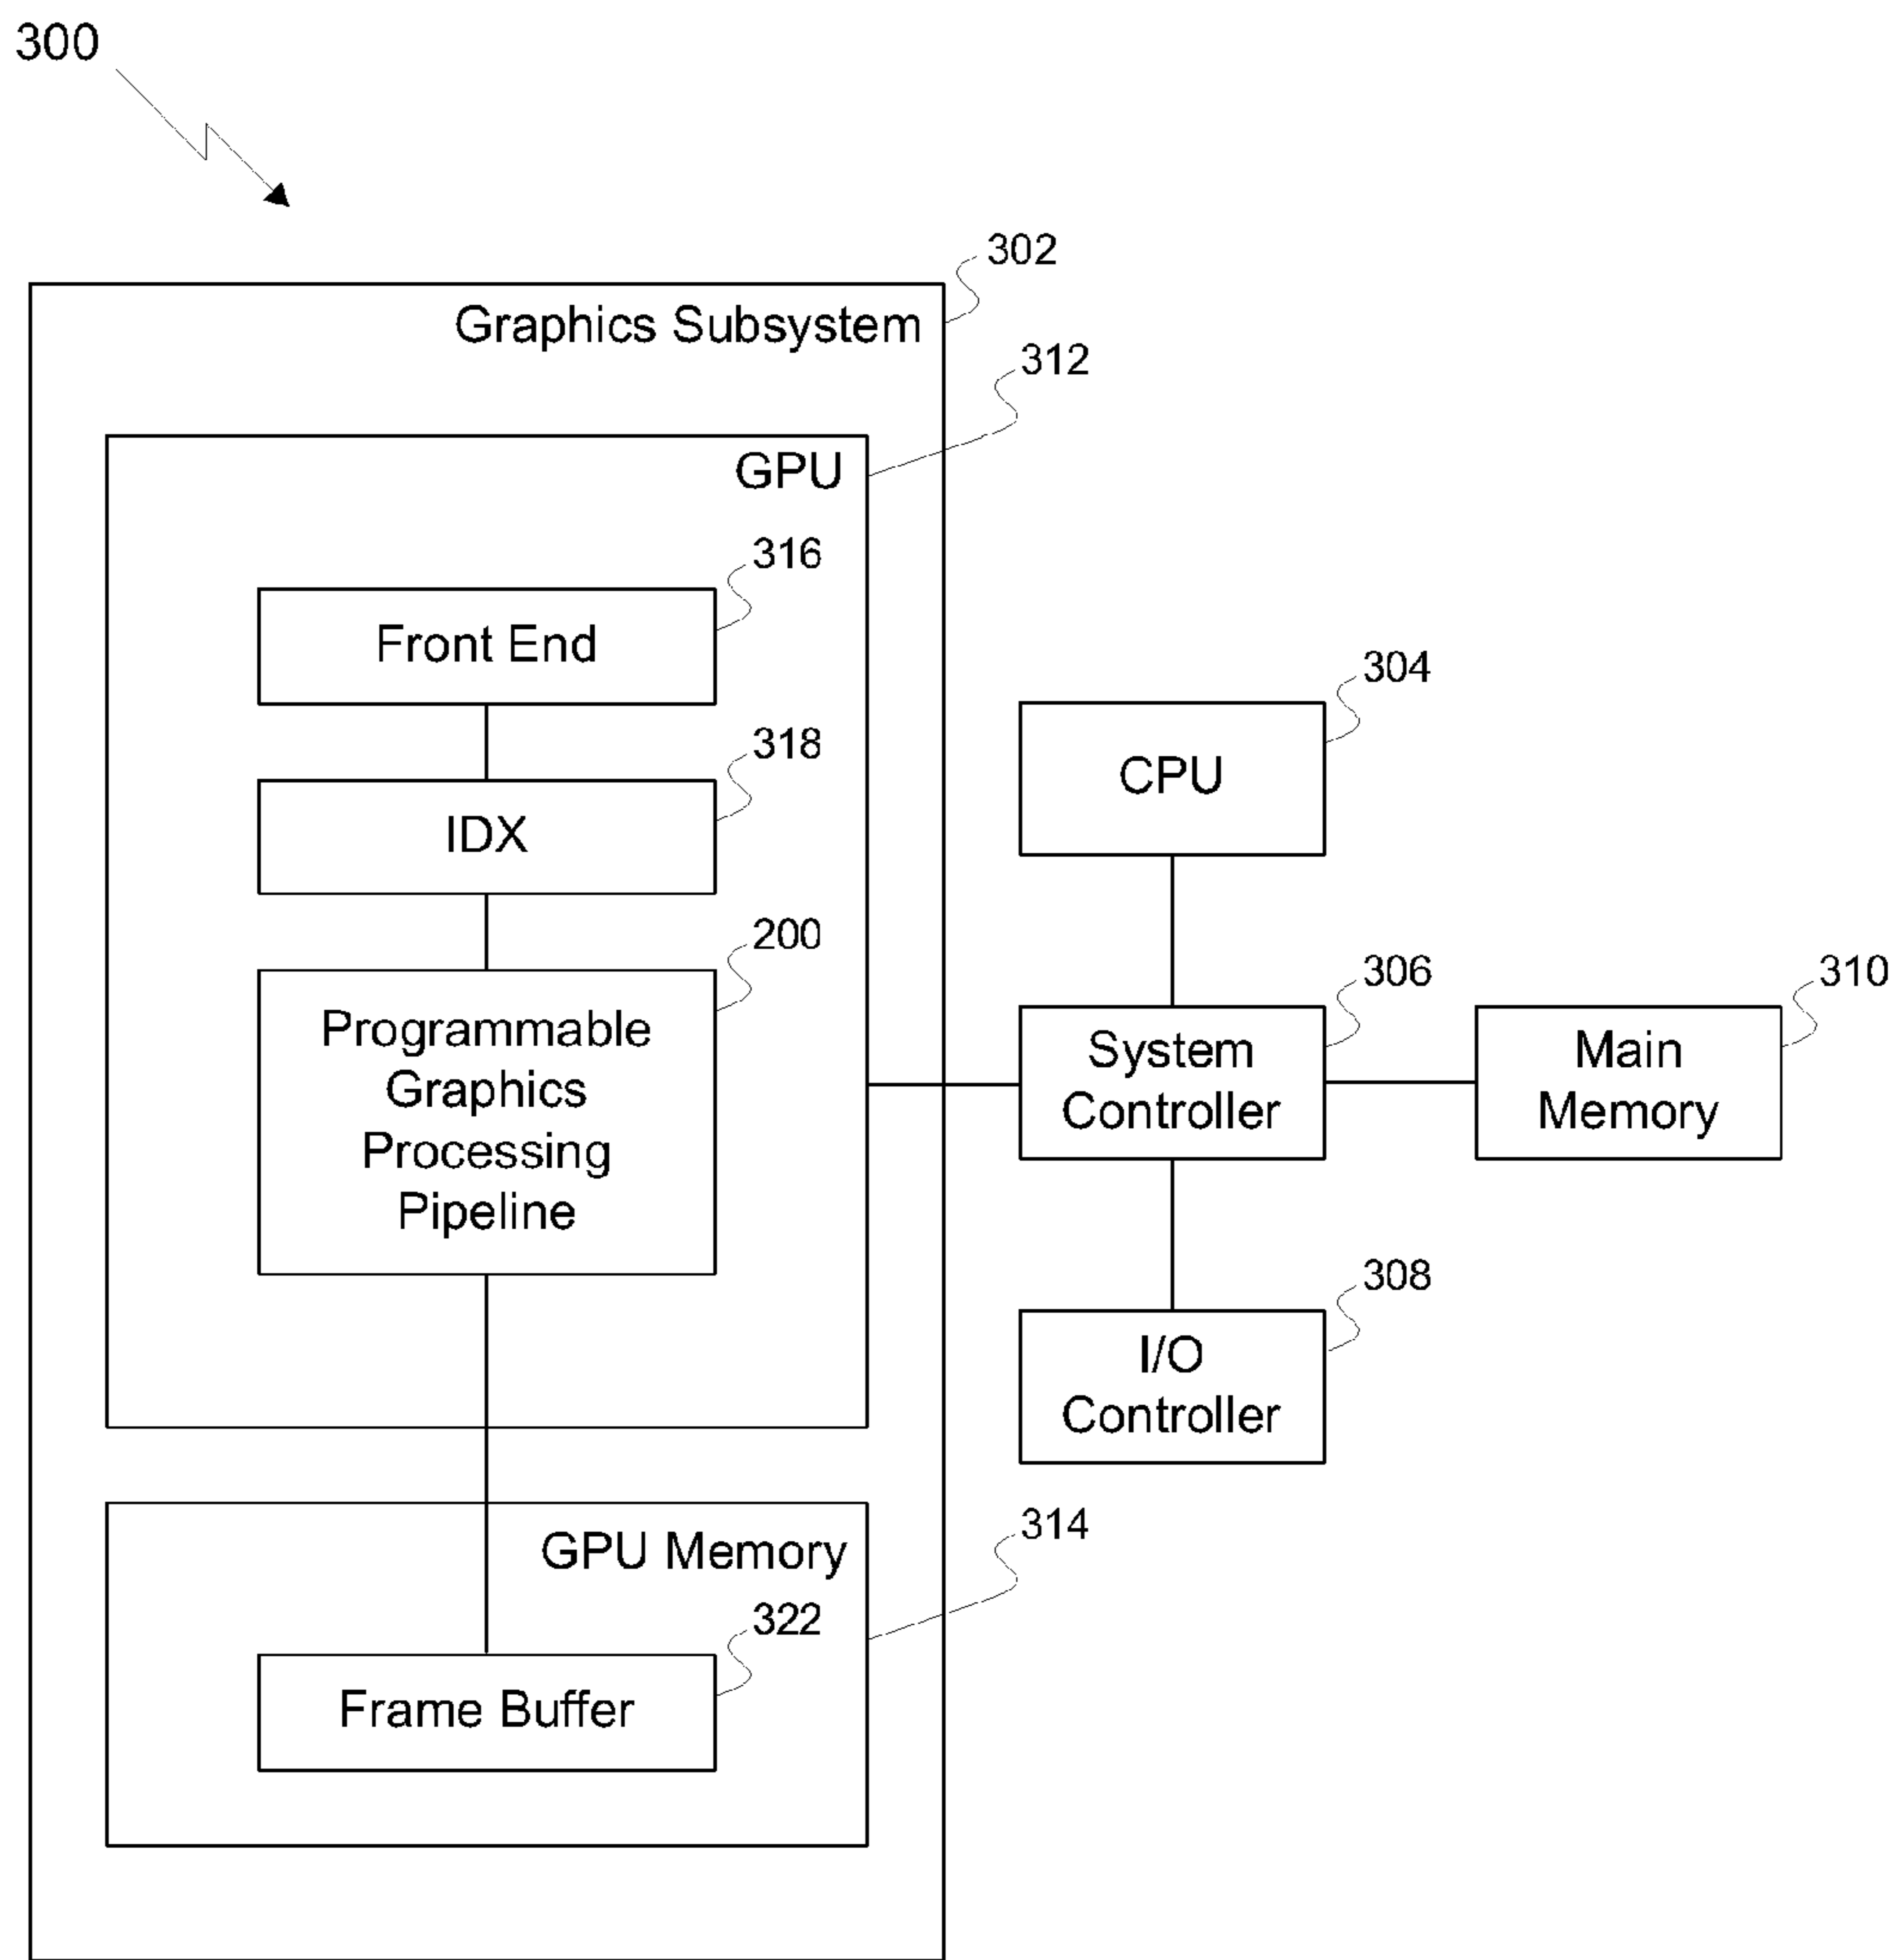 300
302
Graphics Subsystem
312
GPU
316
Front End
318
IDX
200
Programmable
Graphics
Processing
Pipeline
304
CPU
306
System
Controller
310
Main
Memory
308
I/O
Controller
314
GPU Memory
322
Frame Buffer